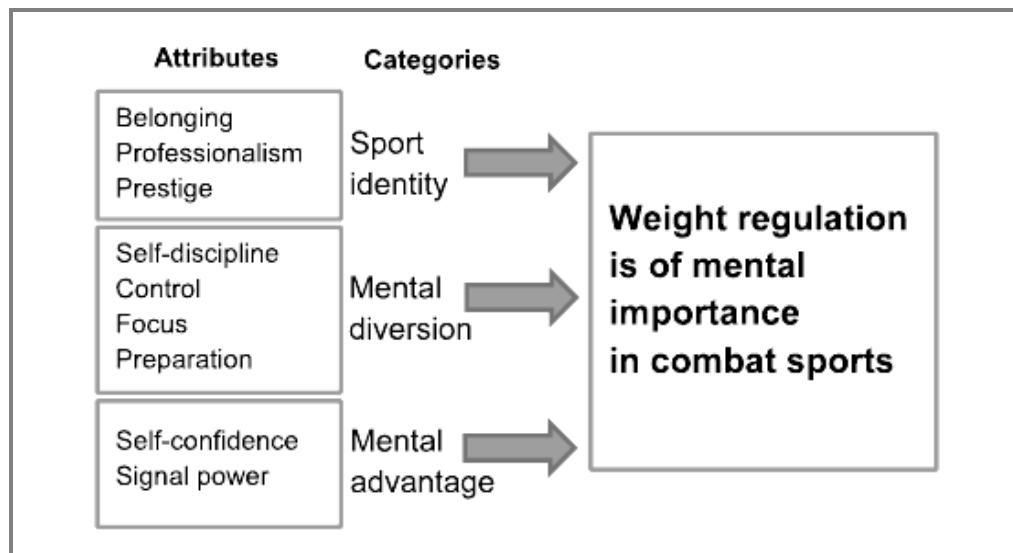 Attributes
Categories
Belonging
Professionalism
Prestige
Sport
identity
Self-discipline
Control
Focus
Preparation
Mental
diversion
Self-confidence
Signal power
Mental
advantage
Weight regulation
is of mental
importance
in combat sports